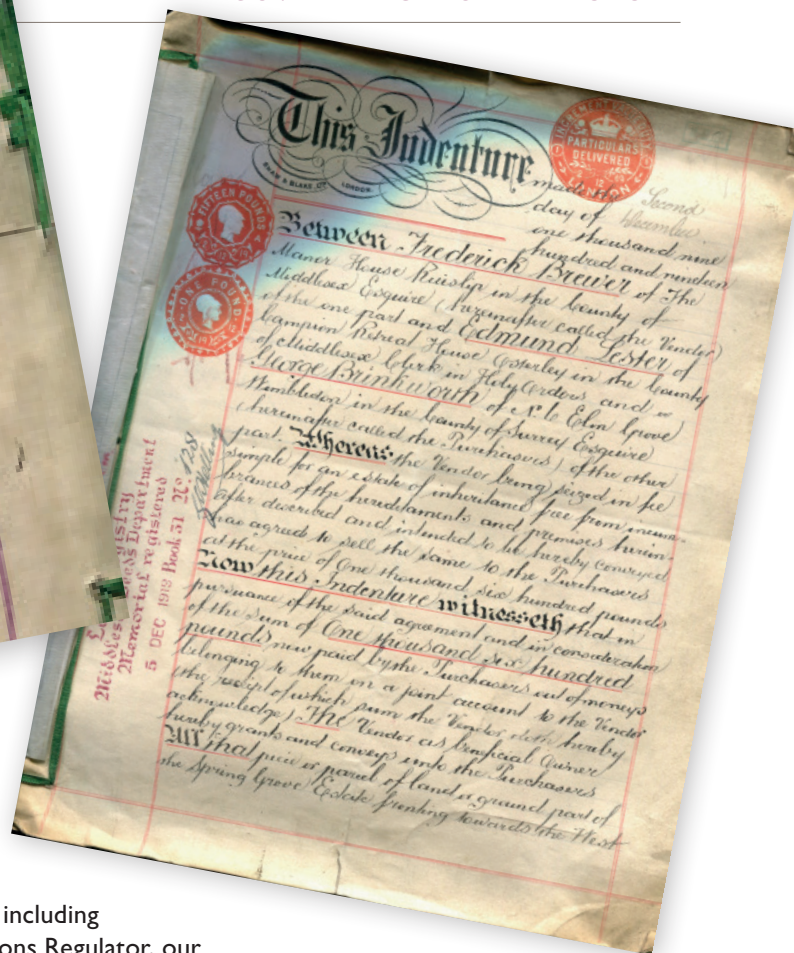 This Indenture
SHAW & BLAKE, LONDON.
INCREMENT VALUE DUTY
PARTICULARS
DELIVERED
LONDON
made the Second
day of December
one thousand nine
hundred and nineteen
FIFTEEN POUNDS
ONE POUND
Between Frederick Brewer of The
Manor House Ruislip in the County of
Middlesex Esquire (hereinafter called the Vendor)
of the one part and Edmund Lester of
Campion Retreat House Osterley in the County
of Middlesex Clerk in Holy Orders and
George Brinkworth of No. 6 Elm Grove
Wimbledon in the County of Surrey Esquire
(hereinafter called the Purchasers) of the other
part. Whereas the Vendor being seized in fee
simple for an estate of inheritance free from incum-
brances of the hereditaments and premises herein-
after described and intended to be hereby conveyed
has agreed to sell the same to the Purchasers
at the price of One thousand six hundred pounds
Now this Indenture witnesseth that in
pursuance of the said agreement and in consideration
of the sum of One thousand six hundred
pounds now paid by the Purchasers out of moneys
belonging to them on a joint account to the Vendor
(the receipt of which sum the Vendor doth hereby
acknowledge) The Vendor as beneficial Owner
hereby grants and conveys unto the Purchasers
All that piece or parcel of land or ground part of
the Spring Grove Estate fronting towards the West
Registry
Middlesex Deeds Department
Memorial registered
5 DEC 1919 Book 31 No. 128
including
ons Regulator, our